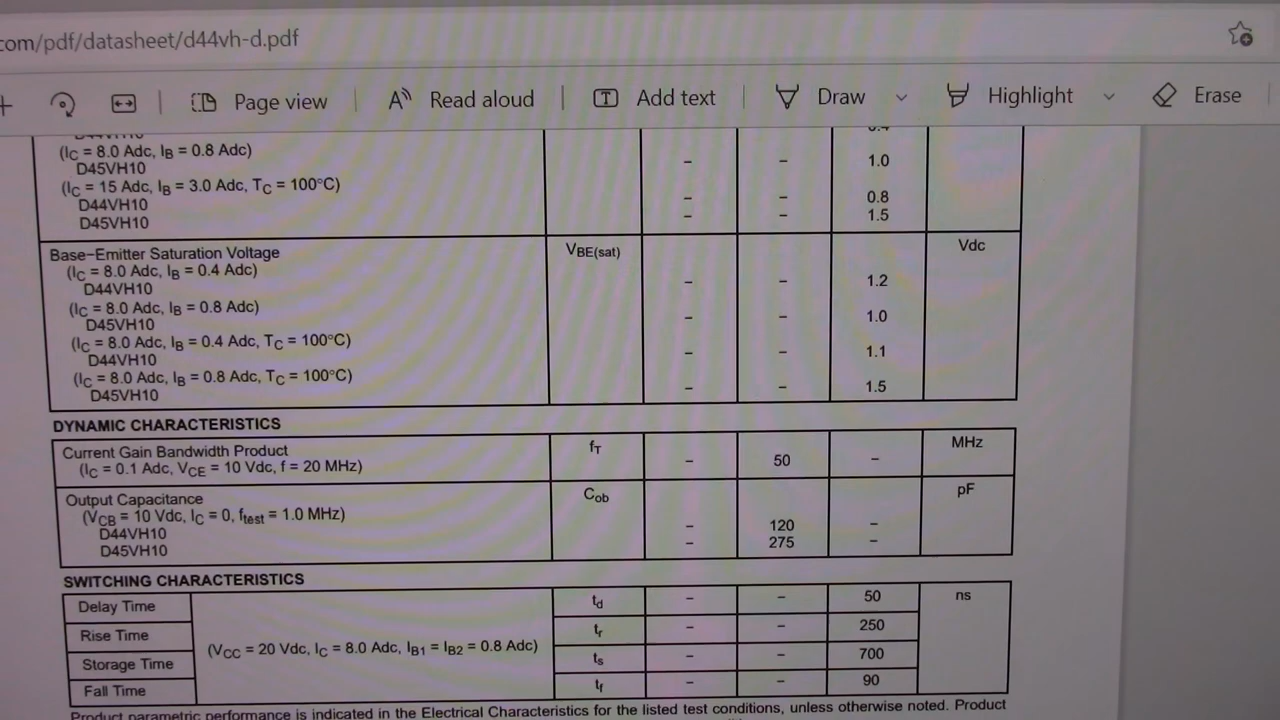 com/pdf/datasheet/d44vh-d.pdf
Page view
Read aloud
Add text
Draw
Highlight
Erase
(IC = 8.0 Adc, IB = 0.8 Adc) – – 1.0
D45VH10
(IC = 15 Adc, IB = 3.0 Adc, TC = 100°C)
D44VH10 – – 0.8
D45VH10 – – 1.5
Base−Emitter Saturation Voltage VBE(sat) Vdc
(IC = 8.0 Adc, IB = 0.4 Adc)
D44VH10 – – 1.2
(IC = 8.0 Adc, IB = 0.8 Adc)
D45VH10 – – 1.0
(IC = 8.0 Adc, IB = 0.4 Adc, TC = 100°C)
D44VH10 – – 1.1
(IC = 8.0 Adc, IB = 0.8 Adc, TC = 100°C)
D45VH10 – – 1.5
DYNAMIC CHARACTERISTICS
Current Gain Bandwidth Product fT MHz
(IC = 0.1 Adc, VCE = 10 Vdc, f = 20 MHz) – 50 –
Output Capacitance Cob pF
(VCB = 10 Vdc, IC = 0, ftest = 1.0 MHz)
D44VH10 – 120 –
D45VH10 – 275 –
SWITCHING CHARACTERISTICS
Delay Time td – – 50 ns
Rise Time tr – – 250
(VCC = 20 Vdc, IC = 8.0 Adc, IB1 = IB2 = 0.8 Adc)
Storage Time ts – – 700
Fall Time tf – – 90
Product parametric performance is indicated in the Electrical Characteristics for the listed test conditions, unless otherwise noted. Product